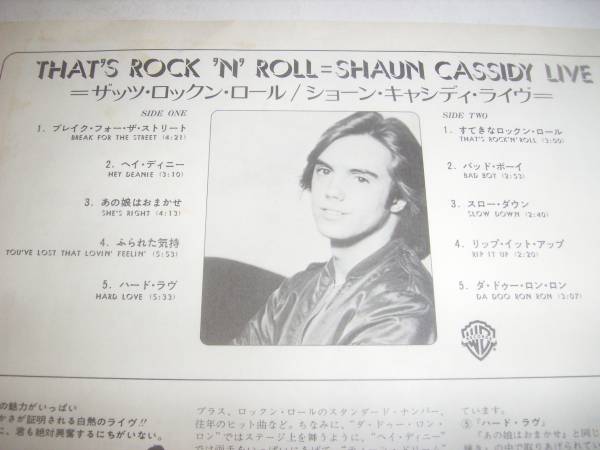 THAT'S ROCK 'N' ROLL=SHAUN CASSIDY LIVE
=ザッツ・ロックン・ロール/ショーン・キャシディ・ライヴ=
SIDE ONE
1. ブレイク・フォー・ザ・ストリート
BREAK FOR THE STREET (4:21)
2. ヘイ・ディニー
HEY DEANIE (3:10)
3. あの娘はおまかせ
SHE'S RIGHT (4:13)
4. ふられた気持
YOU'VE LOST THAT LOVIN' FEELIN' (5:53)
5. ハード・ラヴ
HARD LOVE (5:33)
SIDE TWO
1. すてきなロックン・ロール
THAT'S ROCK'N'ROLL (3:00)
2. バッド・ボーイ
BAD BOY (2:53)
3. スロー・ダウン
SLOW DOWN (2:40)
4. リップ・イット・アップ
RIP IT UP (2:20)
5. ダ・ドゥー・ロン・ロン
DA DOO RON RON (3:07)
の魅力がいっぱい
かさが証明される白熱のライヴ!!
に、君も絶対興奮するにちがいない。
プラス、ロックン・ロールのスタンダード・ナンバー、
往年のヒット曲など。ちなみに、"ダ・ドゥー・ロン・
ロン"ではステージ上を舞うように、"ヘイ・ディニー"
ています。
⑤「ハード・ラヴ」
「あの娘はおまかせ」と同じ